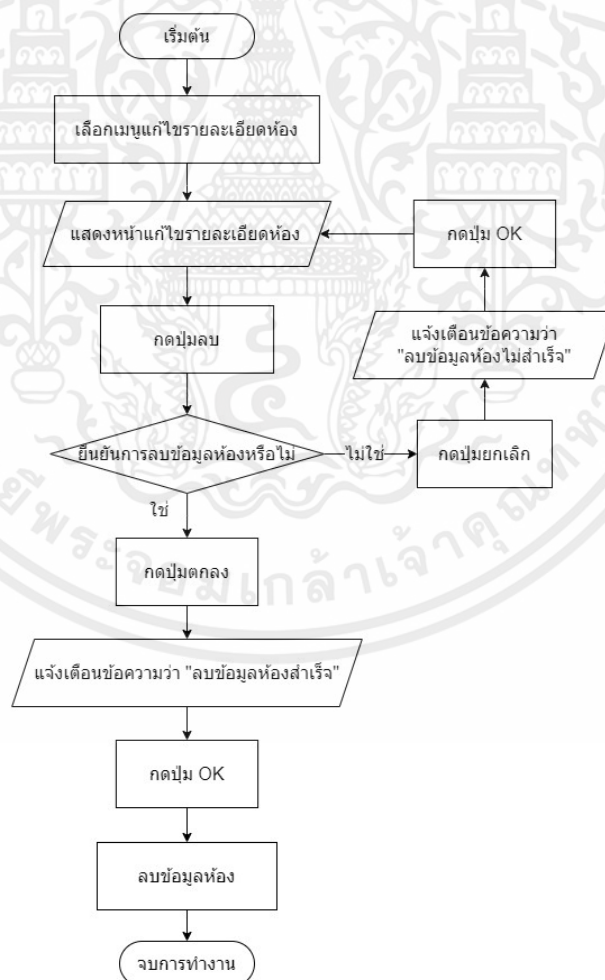 เริ่มต้น
เลือกเมนูแก้ไขรายละเอียดห้อง
แสดงหน้าแก้ไขรายละเอียดห้อง
กดปุ่ม OK
กดปุ่มลบ
แจ้งเตือนข้อความว่า
"ลบข้อมูลห้องไม่สำเร็จ"
ยืนยันการลบข้อมูลห้องหรือไม่
ไม่ใช่
กดปุ่มยกเลิก
ใช่
กดปุ่มตกลง
แจ้งเตือนข้อความว่า "ลบข้อมูลห้องสำเร็จ"
กดปุ่ม OK
ลบข้อมูลห้อง
จบการทำงาน